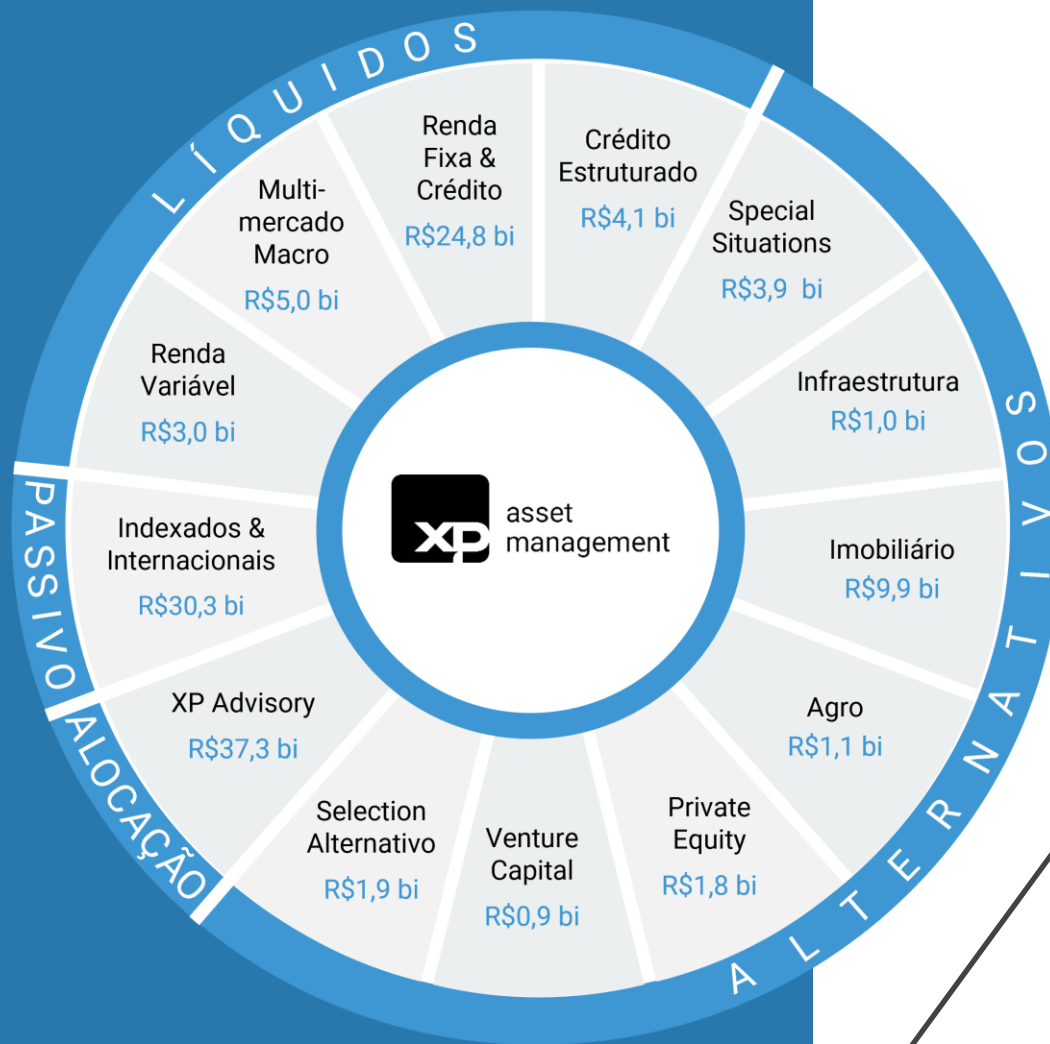 LÍQUIDOS
Renda
Fixa &
Crédito
R$24,8 bi
Crédito
Estruturado
R$4,1 bi
Multi-
mercado
Macro
R$5,0 bi
Special
Situations
R$3,9 bi
Renda
Variável
R$3,0 bi
Infraestrutura
R$1,0 bi
ALTERNATIVOS
PASSIVO
Indexados &
Internacionais
R$30,3 bi
xp
asset
management
Imobiliário
R$9,9 bi
ALOCAÇÃO
XP Advisory
R$37,3 bi
Agro
R$1,1 bi
Selection
Alternativo
R$1,9 bi
Venture
Capital
R$0,9 bi
Private
Equity
R$1,8 bi